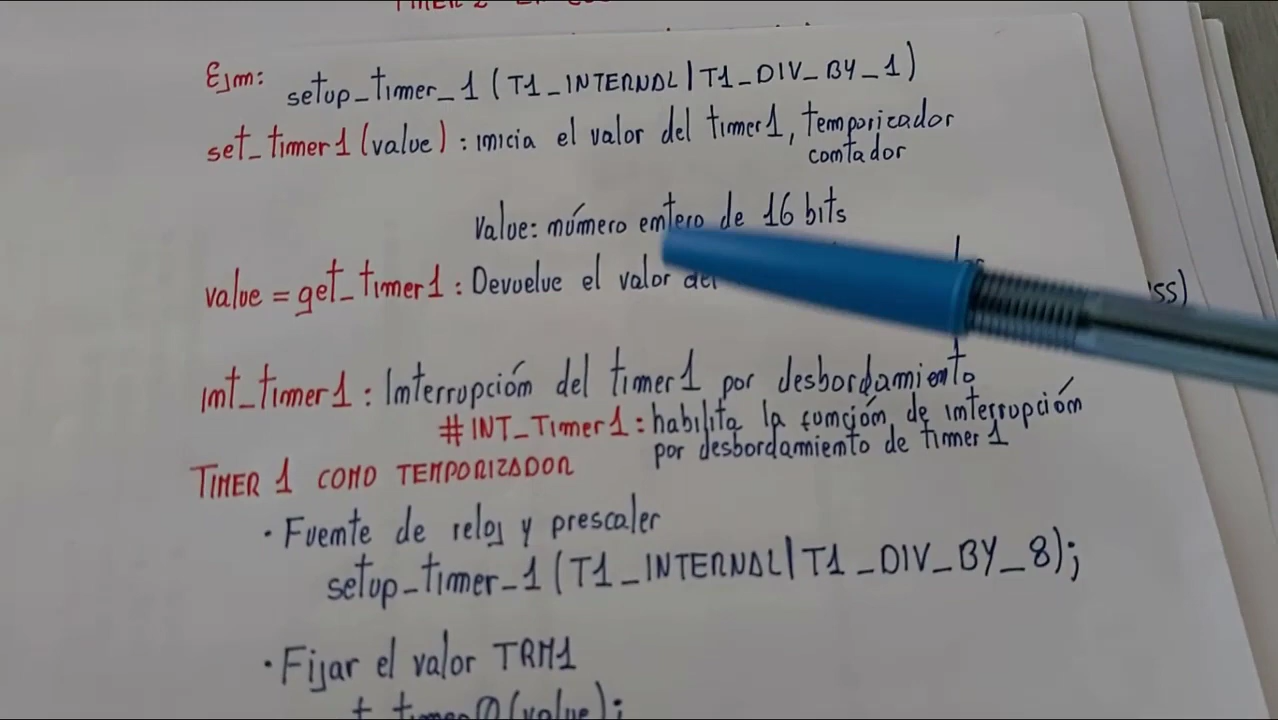 Ejm: setup_timer_1 (T1_INTERNAL|T1_DIV_BY_1)
set_timer1 (value) : inicia el valor del timer1, temporizador
contador
Value: número entero de 16 bits
value = get_timer1 : Devuelve el valor del
int_timer1 : Interrupción del timer1 por desbordamiento
#INT_Timer1 : habilita la función de interrupción
por desbordamiento de timer 1
TIMER 1 COMO TEMPORIZADOR
• Fuente de reloj y prescaler
setup_timer_1 (T1_INTERNAL|T1_DIV_BY_8);
• Fijar el valor TRM1
(value);